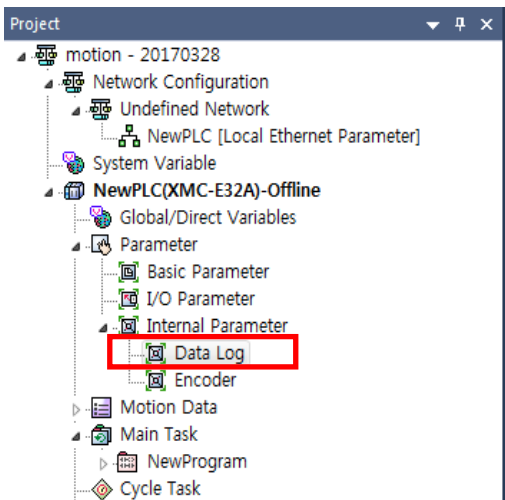 Project
motion - 20170328
Network Configuration
Undefined Network
NewPLC [Local Ethernet Parameter]
System Variable
NewPLC(XMC-E32A)-Offline
Global/Direct Variables
Parameter
Basic Parameter
I/O Parameter
Internal Parameter
Data Log
Encoder
Motion Data
Main Task
NewProgram
Cycle Task